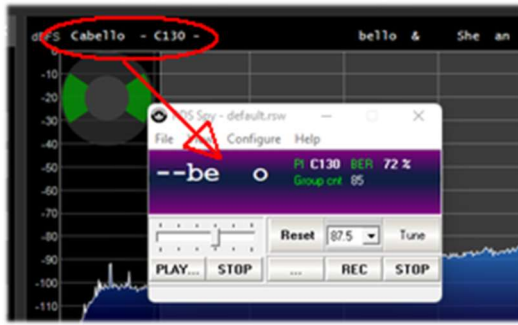 dBFS Cabello - C130 - bello & She an
0
-10
-20
-30
-40
-50
-60
-70
-80
-90
-100
-110
RDS Spy - default.rsw
File View Configure Help
--be o
PI C130 BER 72 %
Group cnt 85
Reset 87.5 Tune
PLAY... STOP ... REC STOP